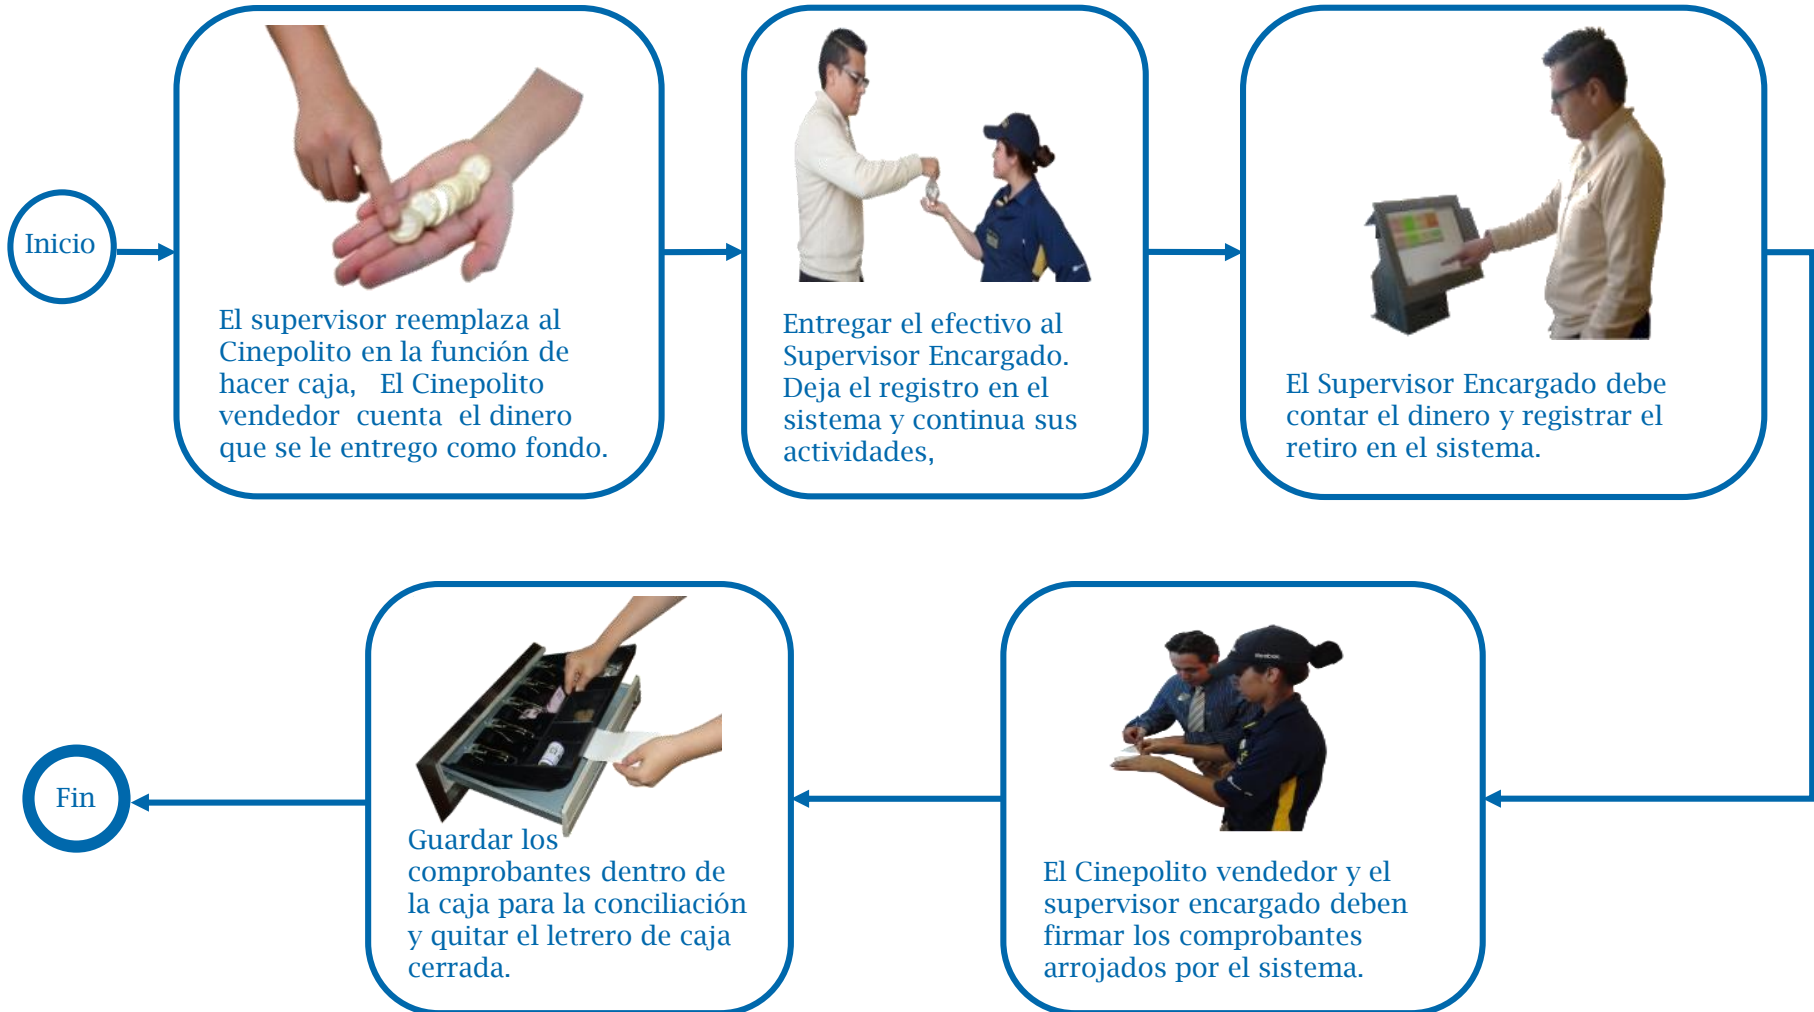 Inicio
El supervisor reemplaza al
Cinepolito en la función de
hacer caja, El Cinepolito
vendedor cuenta el dinero
que se le entrego como fondo.
Entregar el efectivo al
Supervisor Encargado.
Deja el registro en el
sistema y continua sus
actividades,
El Supervisor Encargado debe
contar el dinero y registrar el
retiro en el sistema.
El Cinepolito vendedor y el
supervisor encargado deben
firmar los comprobantes
arrojados por el sistema.
Guardar los
comprobantes dentro de
la caja para la conciliación
y quitar el letrero de caja
cerrada.
Fin